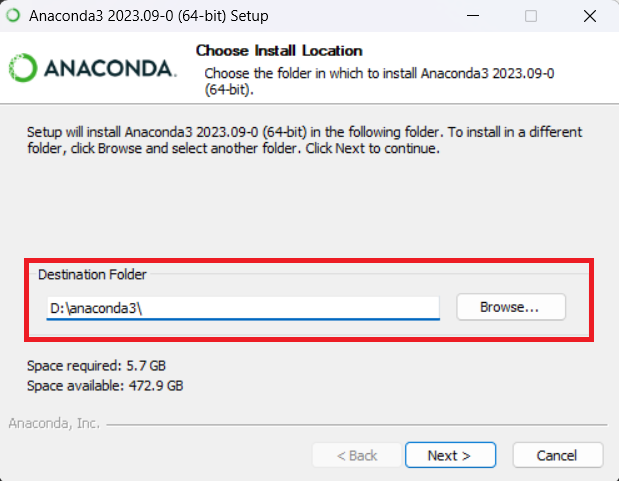 Anaconda3 2023.09-0 (64-bit) Setup
ANACONDA.
Choose Install Location
Choose the folder in which to install Anaconda3 2023.09-0
(64-bit).
Setup will install Anaconda3 2023.09-0 (64-bit) in the following folder. To install in a different
folder, click Browse and select another folder. Click Next to continue.
Destination Folder
D:\anaconda3\
Browse...
Space required: 5.7 GB
Space available: 472.9 GB
Anaconda, Inc.
< Back
Next >
Cancel